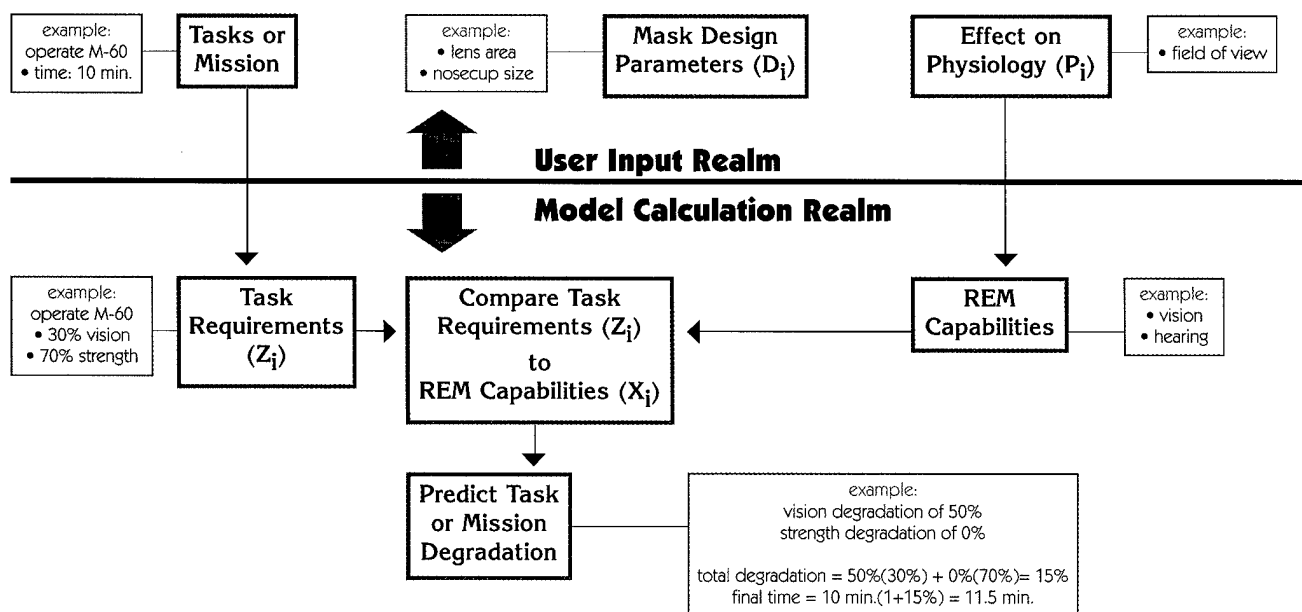 example:
operate M-60
• time: 10 min.
Tasks or
Mission
example:
• lens area
• nosecup size
Mask Design
Parameters (Di)
Effect on
Physiology (Pi)
example:
• field of view
User Input Realm
Model Calculation Realm
example:
operate M-60
• 30% vision
• 70% strength
Task
Requirements
(Zi)
Compare Task
Requirements (Zi)
to
REM Capabilities (Xi)
REM
Capabilities
example:
• vision
• hearing
Predict Task
or Mission
Degradation
example:
vision degradation of 50%
strength degradation of 0%
total degradation = 50%(30%) + 0%(70%)= 15%
final time = 10 min.(1+15%) = 11.5 min.